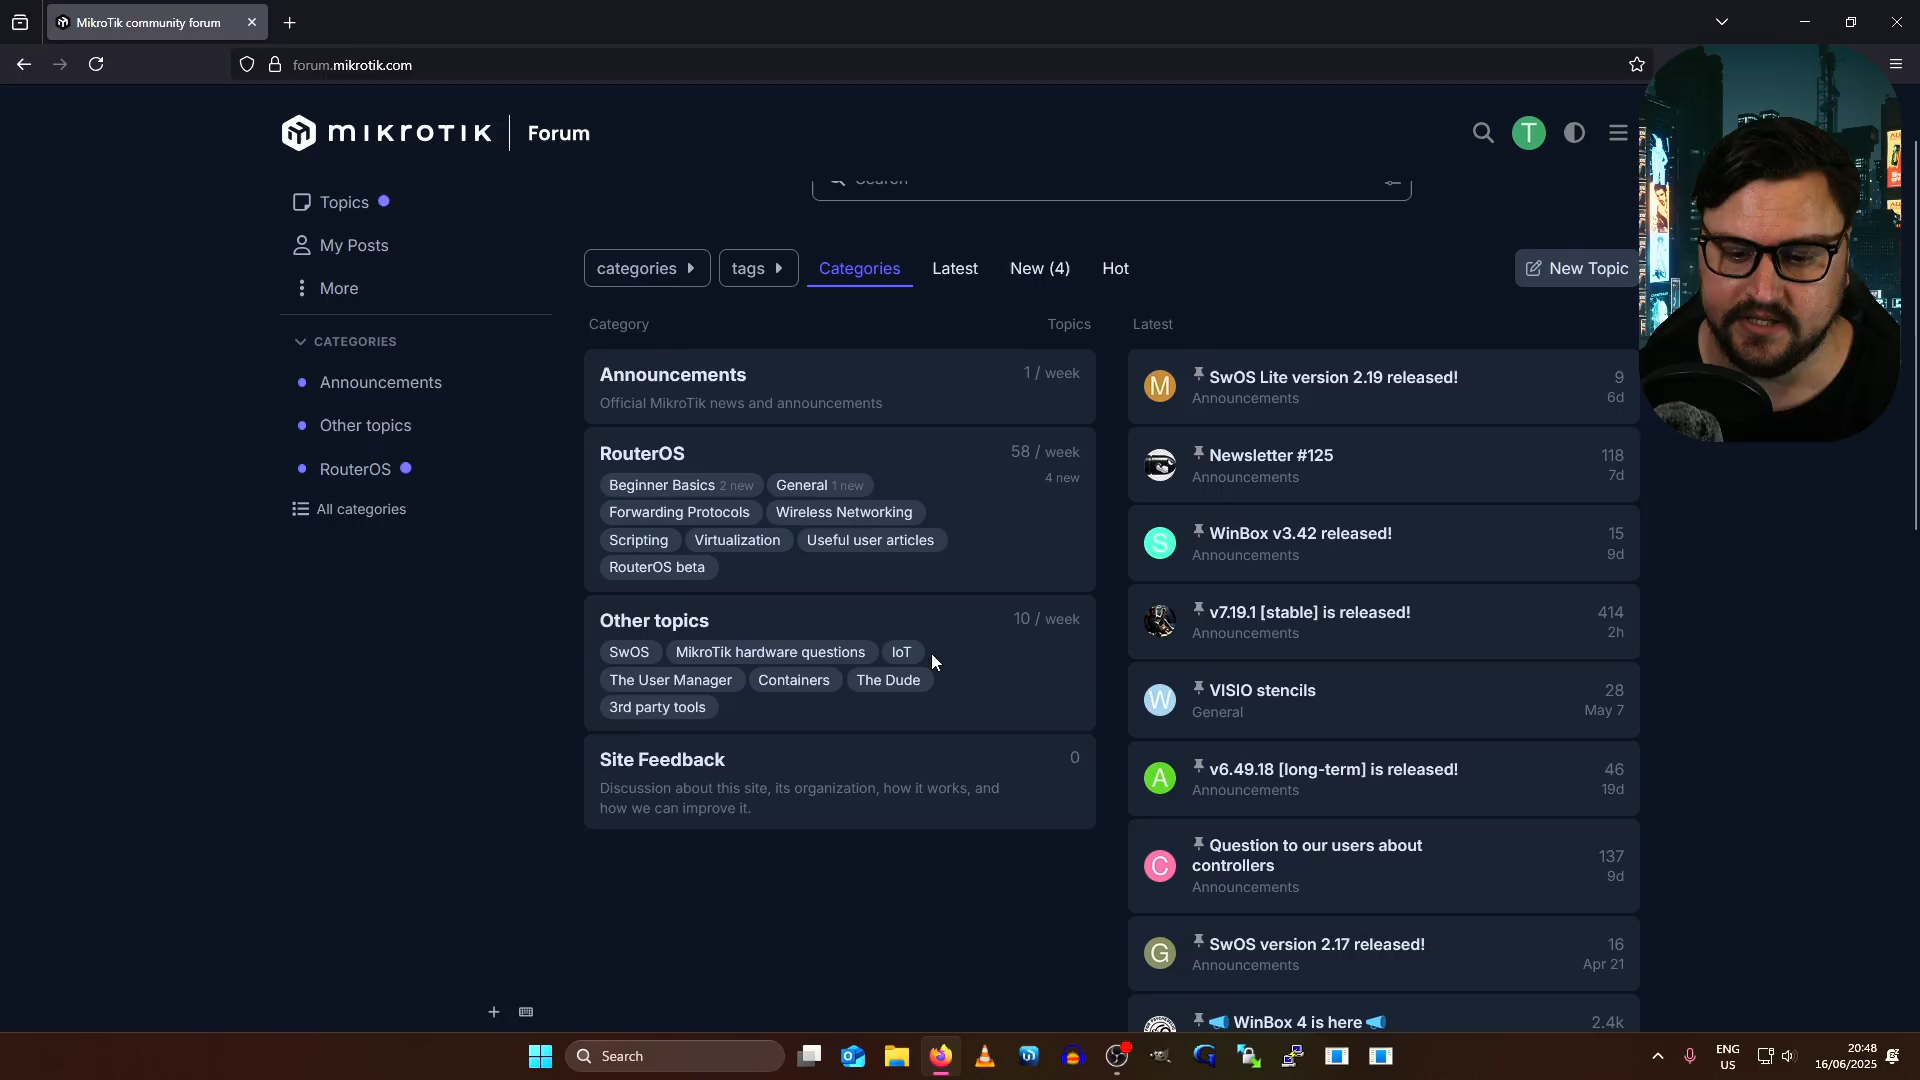 MikroTik community forum
forum.mikrotik.com
mikrotik Forum
T
Search
Topics
My Posts
More
CATEGORIES
Announcements
Other topics
RouterOS
All categories
categories
tags
Categories
Latest
New (4)
Hot
New Topic
Category
Topics
Announcements
1 / week
Official MikroTik news and announcements
RouterOS
58 / week
4 new
Beginner Basics 2 new
General 1 new
Forwarding Protocols
Wireless Networking
Scripting
Virtualization
Useful user articles
RouterOS beta
Other topics
10 / week
SwOS
MikroTik hardware questions
IoT
The User Manager
Containers
The Dude
3rd party tools
Site Feedback
0
Discussion about this site, its organization, how it works, and
how we can improve it.
Latest
M
SwOS Lite version 2.19 released!
9
Announcements
6d
Newsletter #125
118
Announcements
7d
S
WinBox v3.42 released!
15
Announcements
9d
v7.19.1 [stable] is released!
414
Announcements
2h
W
VISIO stencils
28
General
May 7
A
v6.49.18 [long-term] is released!
46
Announcements
19d
C
Question to our users about
controllers
137
Announcements
9d
G
SwOS version 2.17 released!
16
Announcements
Apr 21
WinBox 4 is here
2.4k
Search
ENG
US
20:48
16/06/2025